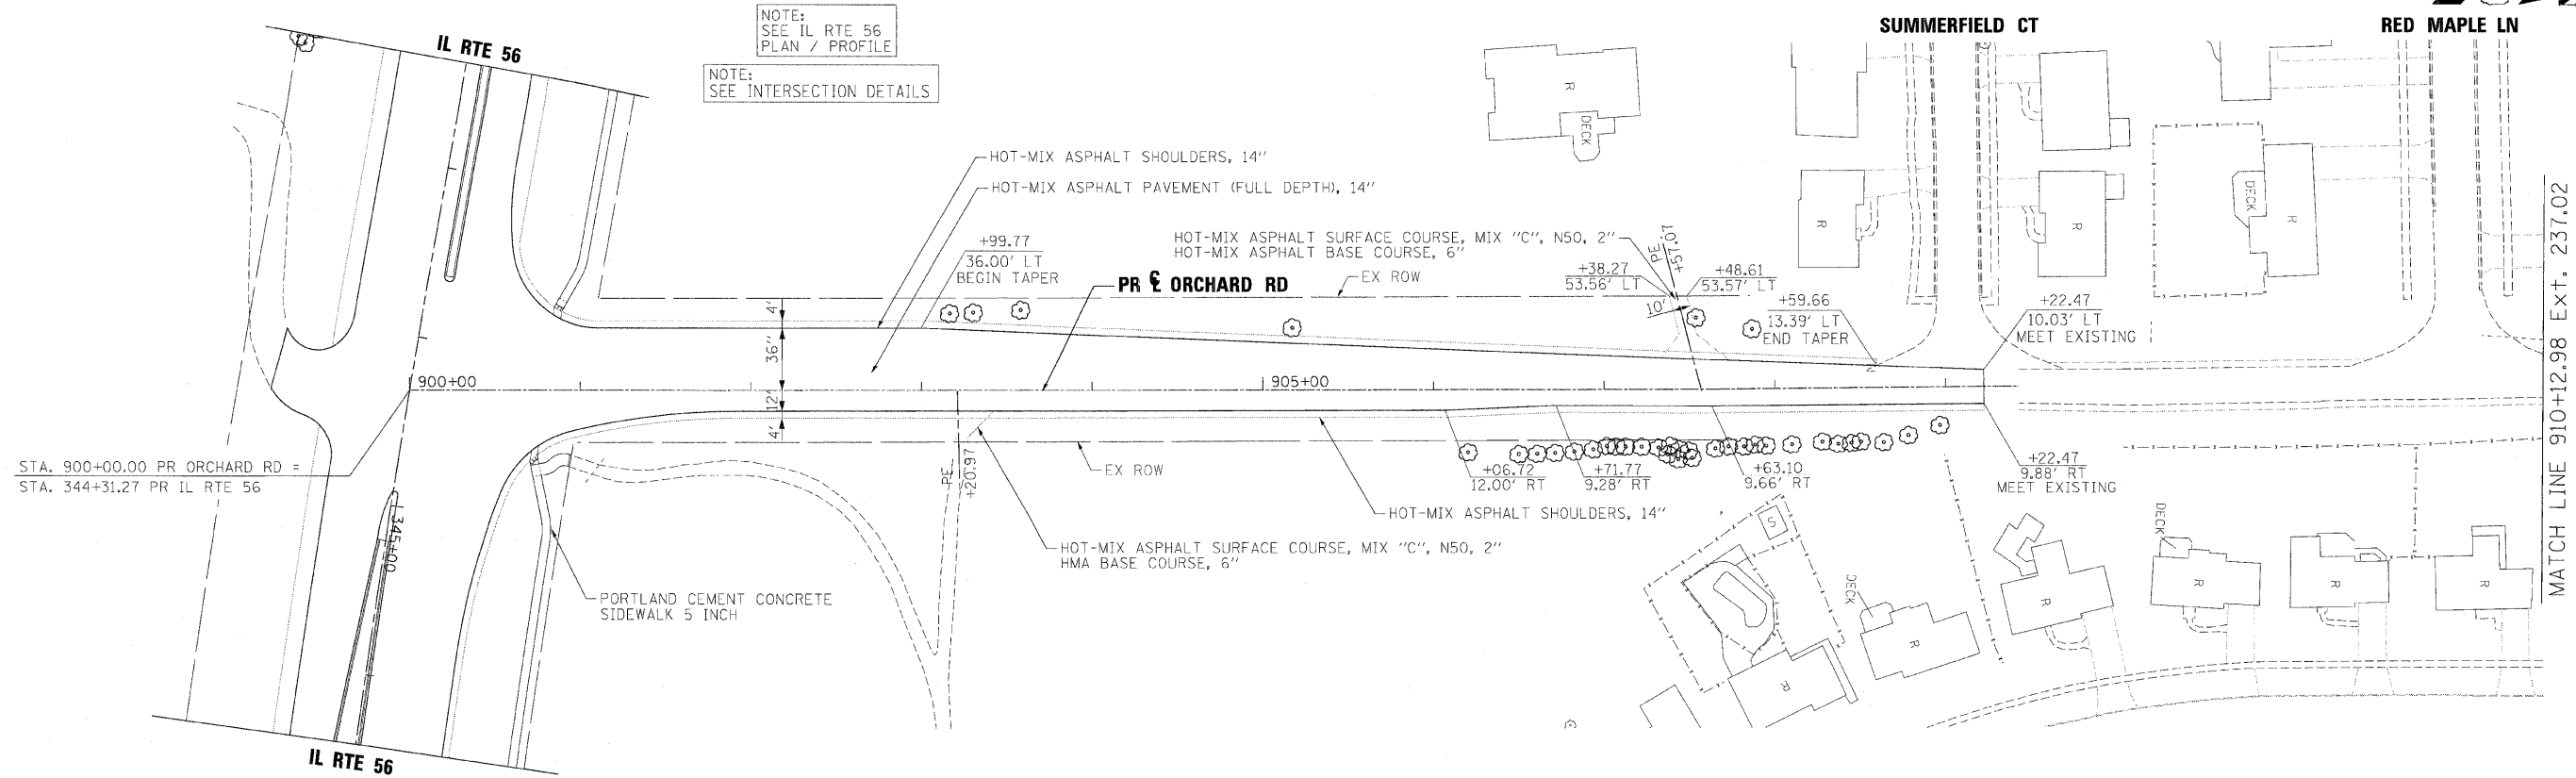 NOTE:
SEE IL RTE 56
PLAN / PROFILE
NOTE:
SEE INTERSECTION DETAILS
IL RTE 56
SUMMERFIELD CT
RED MAPLE LN
R
DECK
HOT-MIX ASPHALT SHOULDERS, 14"
HOT-MIX ASPHALT PAVEMENT (FULL DEPTH), 14"
HOT-MIX ASPHALT SURFACE COURSE, MIX "C", N50, 2"
HOT-MIX ASPHALT BASE COURSE, 6"
+99.77
36.00' LT
BEGIN TAPER
PR ℄ ORCHARD RD
EX ROW
PE
+57.07
+38.27
53.56' LT
+48.61
53.57' LT
10'
+59.66
13.39' LT
END TAPER
+22.47
10.03' LT
MEET EXISTING
R
R
DECK
R
4'
36"
12'
4'
900+00
905+00
STA. 900+00.00 PR ORCHARD RD =
STA. 344+31.27 PR IL RTE 56
345+00
PE
+20.97
EX ROW
+06.72
12.00' RT
+71.77
9.28' RT
+63.10
9.66' RT
+22.47
9.88' RT
MEET EXISTING
HOT-MIX ASPHALT SHOULDERS, 14"
HOT-MIX ASPHALT SURFACE COURSE, MIX "C", N50, 2"
HMA BASE COURSE, 6"
PORTLAND CEMENT CONCRETE
SIDEWALK 5 INCH
S
DECK
R
R
R
DECK
R
R
R
MATCH LINE 910+12.98 Ext. 237.02
IL RTE 56